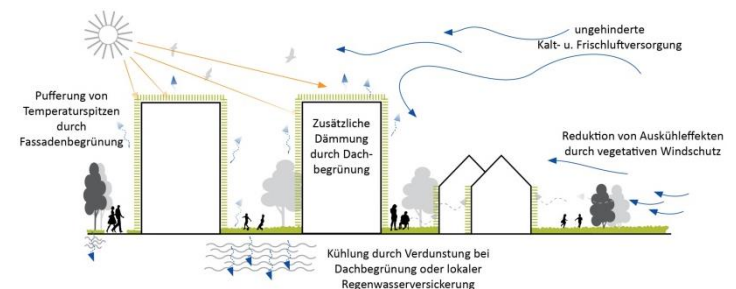 ungehinderte
Kalt- u. Frischluftversorgung
Pufferung von
Temperaturspitzen
durch
Fassadenbegrünung
Zusätzliche
Dämmung
durch Dach-
begrünung
Reduktion von Auskühleffekten
durch vegetativen Windschutz
Kühlung durch Verdunstung bei
Dachbegrünung oder lokaler
Regenwasserversickerung